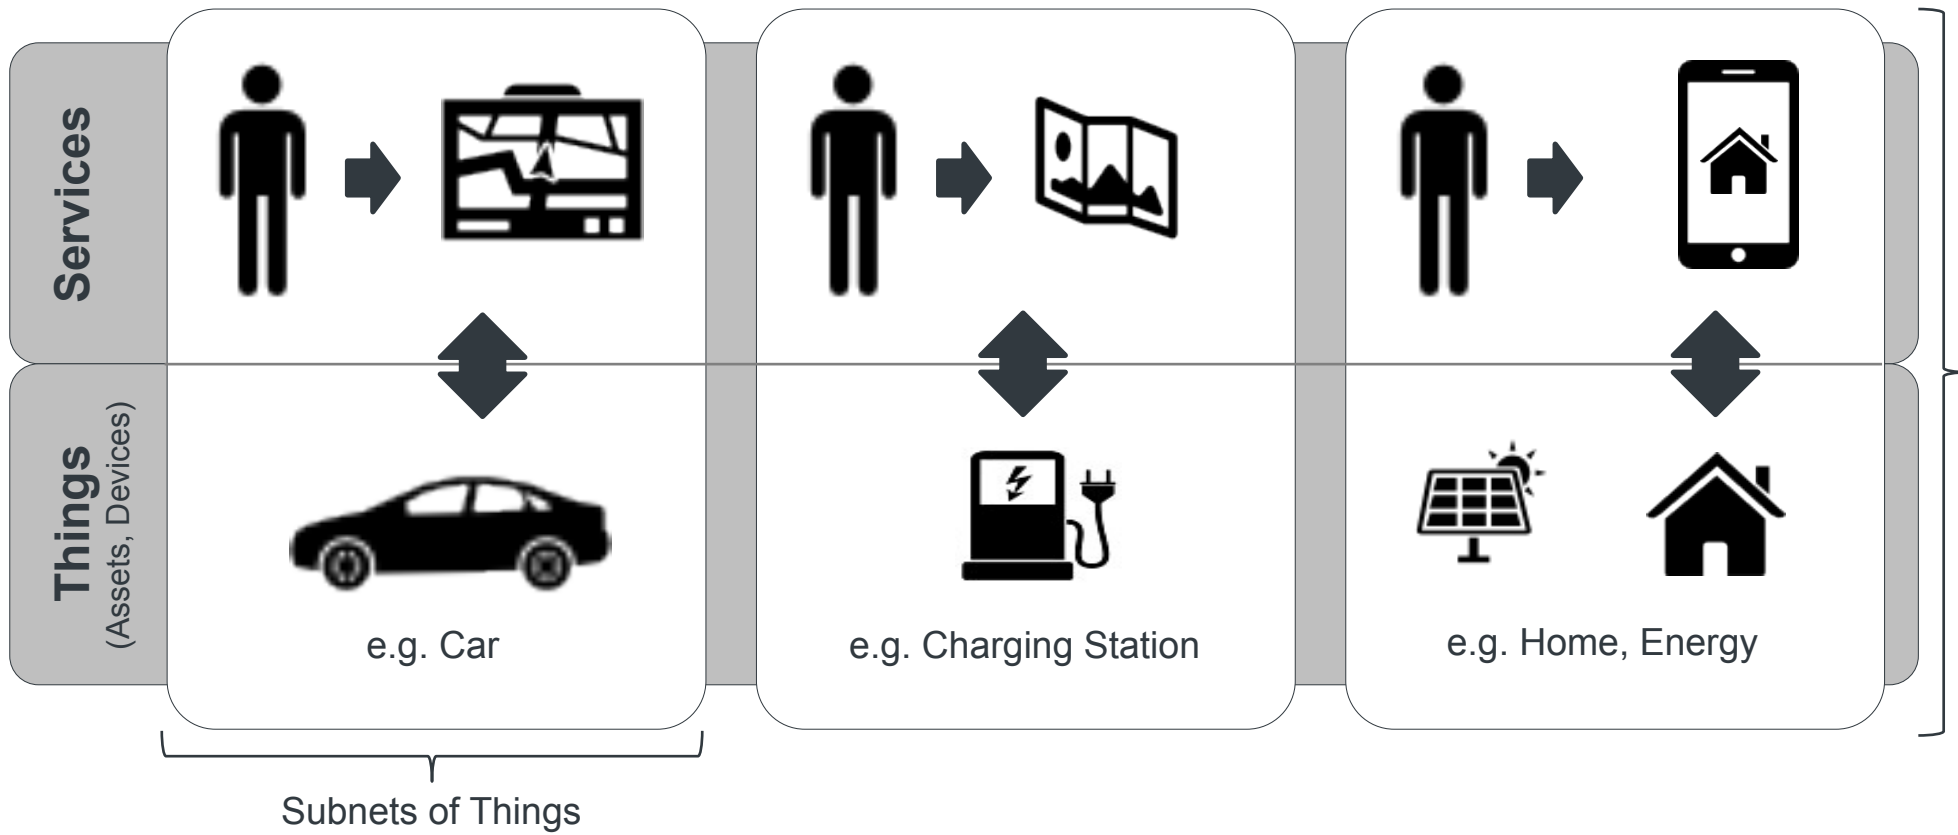 Services
Things
(Assets, Devices)
e.g. Car
e.g. Charging Station
e.g. Home, Energy
Subnets of Things